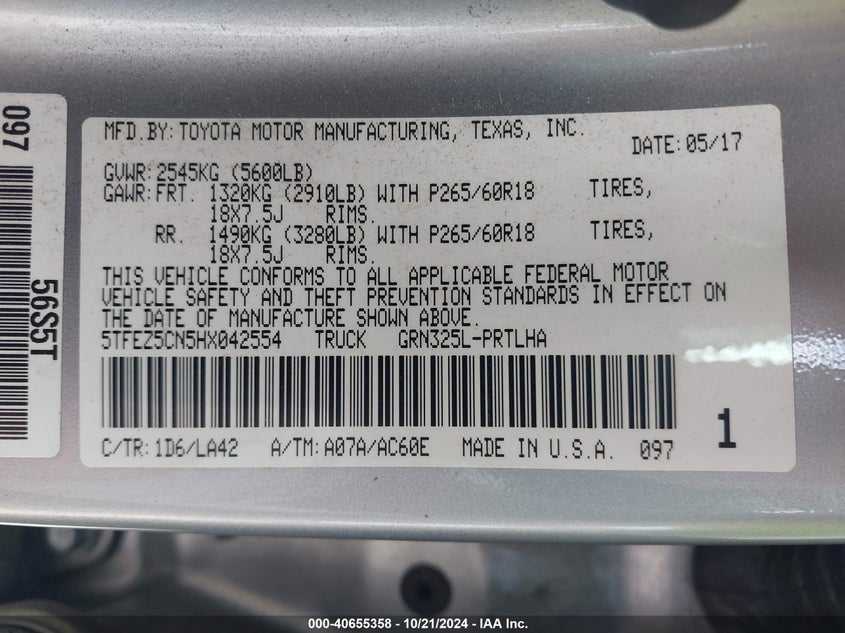 097
56S5T
MFD.BY:TOYOTA MOTOR MANUFACTURING, TEXAS, INC.
DATE:05/17
GVWR:2545KG (5600LB)
GAWR:FRT. 1320KG (2910LB) WITH P265/60R18 TIRES,
18X7.5J RIMS.
RR. 1490KG (3280LB) WITH P265/60R18 TIRES,
18X7.5J RIMS.
THIS VEHICLE CONFORMS TO ALL APPLICABLE FEDERAL MOTOR
VEHICLE SAFETY AND THEFT PREVENTION STANDARDS IN EFFECT ON
THE DATE OF MANUFACTURE SHOWN ABOVE.
5TFEZ5CN5HX042554 TRUCK GRN325L-PRTLHA
C/TR:1D6/LA42 A/TM:A07A/AC60E MADE IN U.S.A. 097
1
000-40655358 - 10/21/2024 - IAA Inc.